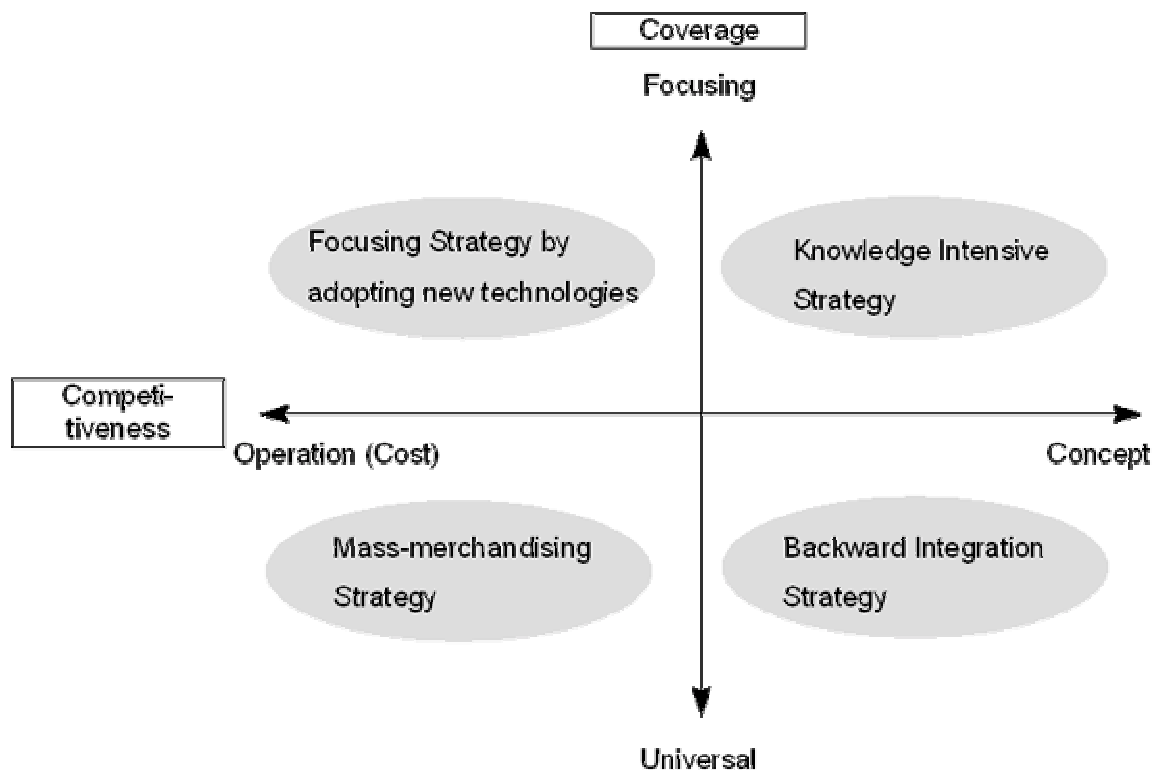 Coverage
Focusing
Focusing Strategy by
adopting new technologies
Knowledge Intensive
Strategy
Competi-
tiveness
Operation (Cost)
Concept
Mass-merchandising
Strategy
Backward Integration
Strategy
Universal